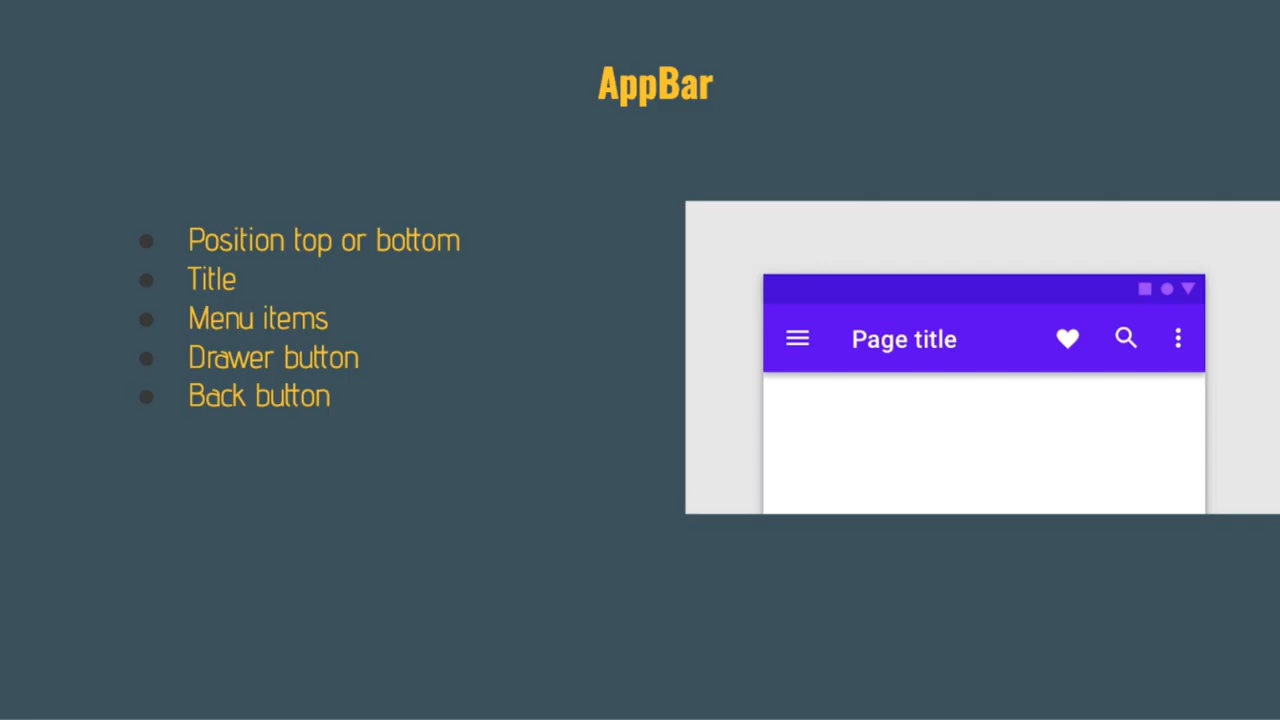 AppBar
Position top or bottom
Title
Menu items
Drawer button
Back button
Page title